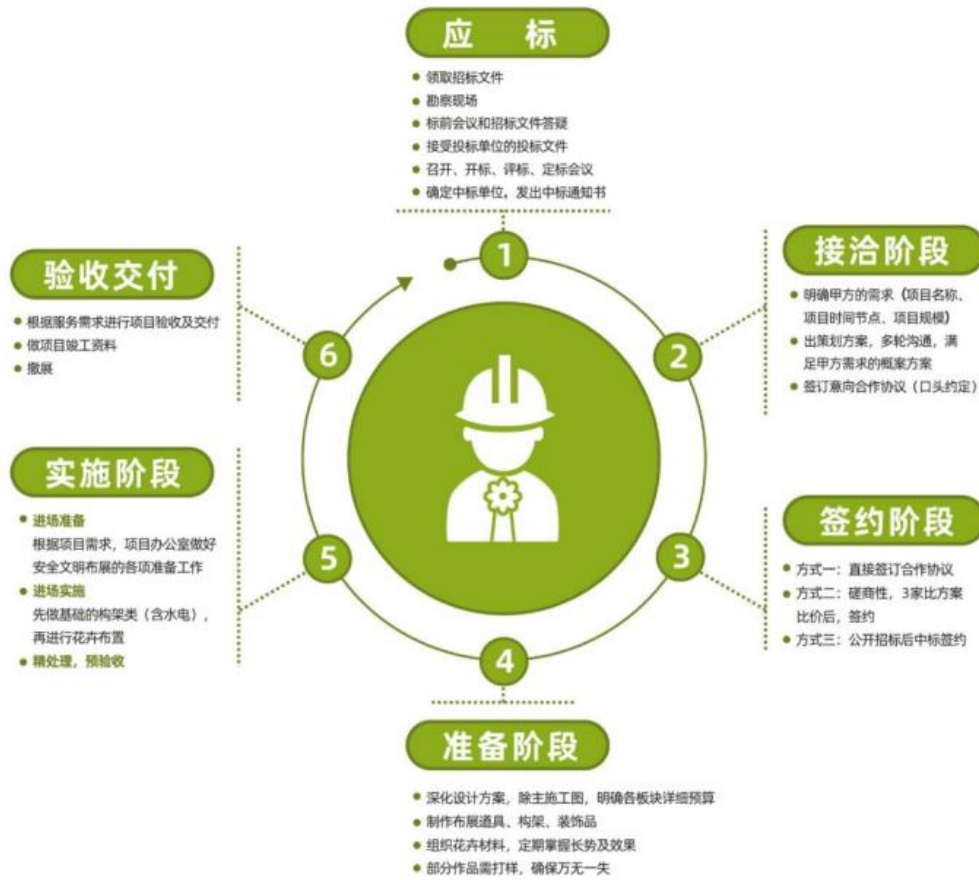 应 标
领取招标文件
勘察现场
标前会议和招标文件答疑
接受投标单位的投标文件
召开、开标、评标、定标会议
确定中标单位。发出中标通知书
1
接洽阶段
明确甲方的需求（项目名称、
项目时间节点、项目规模）
出策划方案，多轮沟通，满
足甲方需求的概案方案
签订意向合作协议（口头约定）
2
签约阶段
方式一：直接签订合作协议
方式二：磋商性，3家比方案
比价后，签约
方式三：公开招标后中标签约
3
准备阶段
深化设计方案，除主施工图，明确各板块详细预算
制作布展道具、构架、装饰品
组织花卉材料，定期掌握长势及效果
部分作品需打样，确保万无一失
4
实施阶段
进场准备
根据项目需求，项目办公室做好
安全文明布展的各项准备工作
进场实施
先做基础的构架类（含水电），
再进行花卉布置
精处理，预验收
5
验收交付
根据服务需求进行项目验收及交付
做项目竣工资料
撤展
6